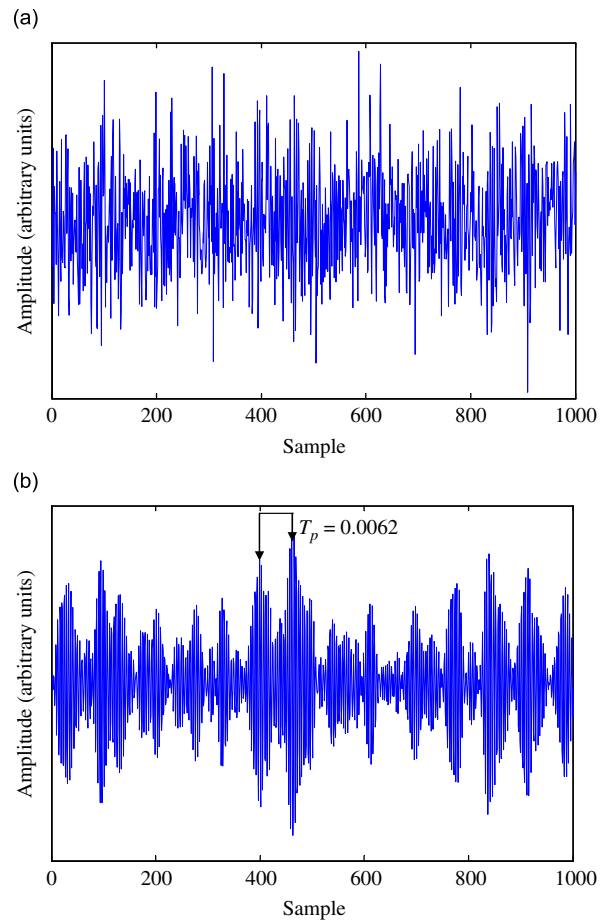 (a)
Amplitude (arbitrary units)
0 200 400 600 800 1000
Sample
(b)
T_p = 0.0062
Amplitude (arbitrary units)
0 200 400 600 800 1000
Sample